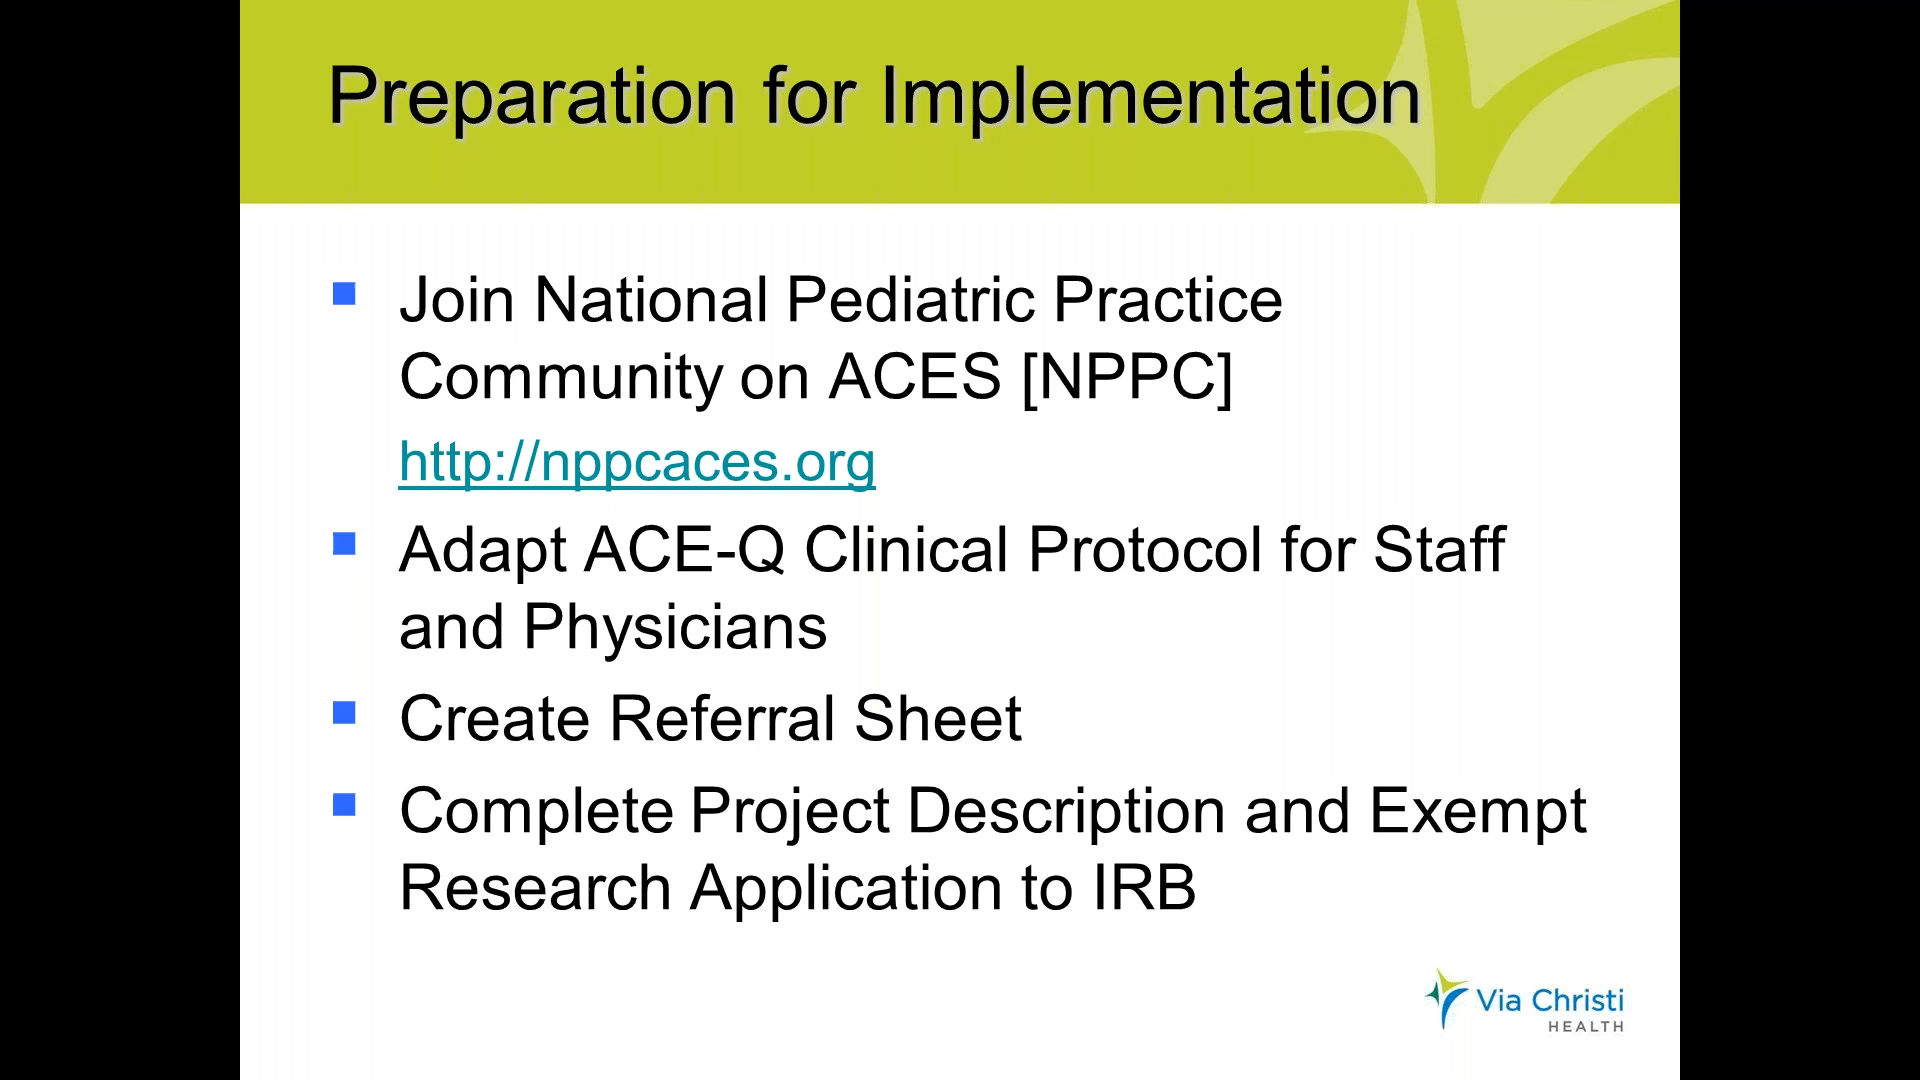 Preparation for Implementation
Join National Pediatric Practice
Community on ACES [NPPC]
http://nppcaces.org
Adapt ACE-Q Clinical Protocol for Staff
and Physicians
Create Referral Sheet
Complete Project Description and Exempt
Research Application to IRB
Via Christi
HEALTH